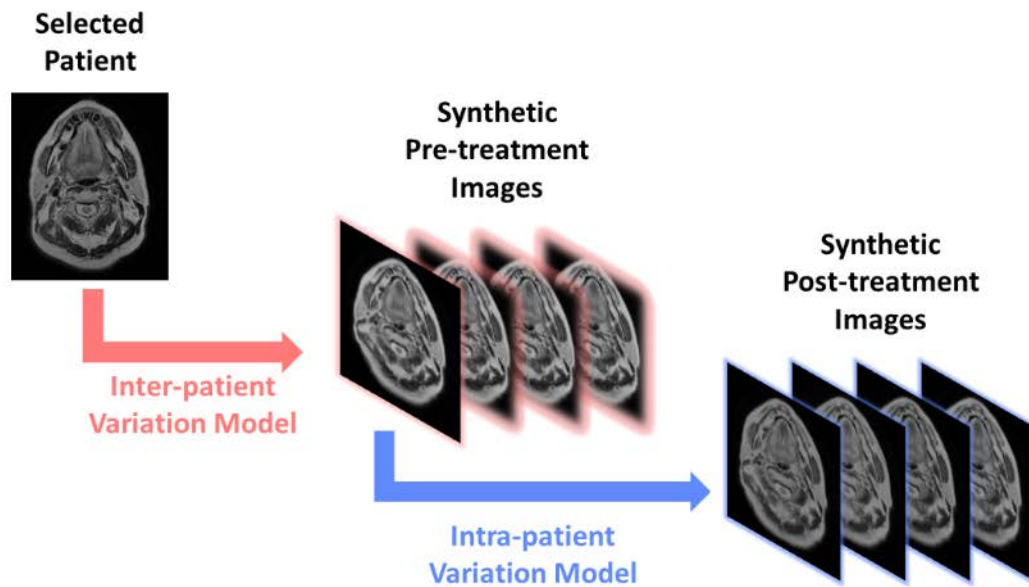 Selected
Patient
Synthetic
Pre-treatment
Images
Synthetic
Post-treatment
Images
Inter-patient
Variation Model
Intra-patient
Variation Model